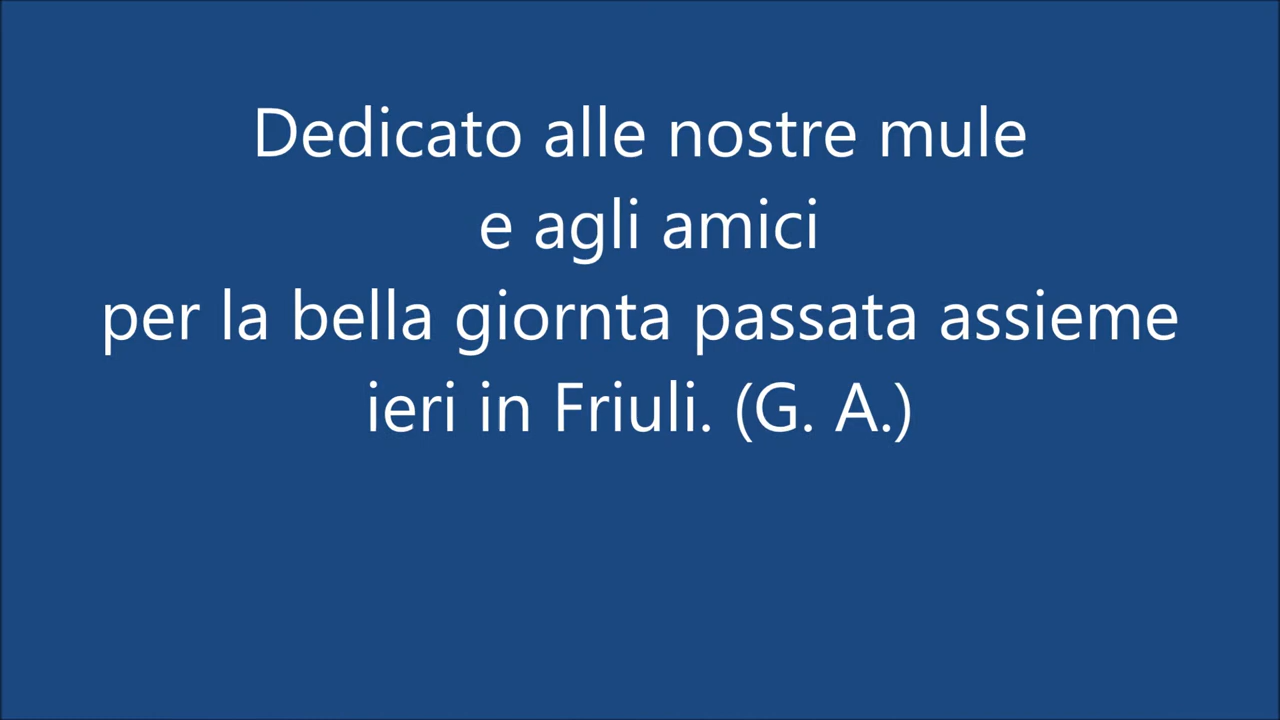 Dedicato alle nostre mule
e agli amici
per la bella giornta passata assieme
ieri in Friuli. (G. A.)